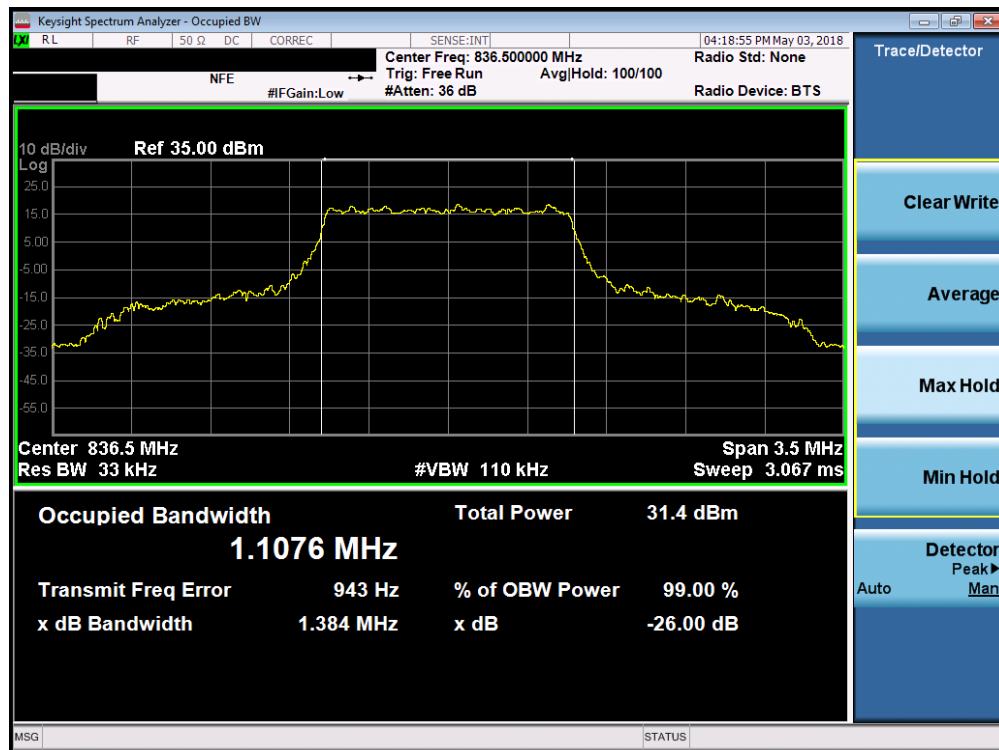 Keysight Spectrum Analyzer - Occupied BW
LXI RL RF 50 Ω DC CORREC SENSE:INT 04:18:55 PM May 03, 2018
Center Freq: 836.500000 MHz Radio Std: None
NFE Trig: Free Run Avg|Hold: 100/100
#IFGain:Low #Atten: 36 dB Radio Device: BTS
10 dB/div Ref 35.00 dBm
Log
25.0
15.0
5.00
-5.00
-15.0
-25.0
-35.0
-45.0
-55.0
Center 836.5 MHz Span 3.5 MHz
Res BW 33 kHz #VBW 110 kHz Sweep 3.067 ms
Occupied Bandwidth Total Power 31.4 dBm
1.1076 MHz
Transmit Freq Error 943 Hz % of OBW Power 99.00 %
x dB Bandwidth 1.384 MHz x dB -26.00 dB
Trace/Detector
Clear Write
Average
Max Hold
Min Hold
Detector
Peak▶
Auto Man
MSG STATUS